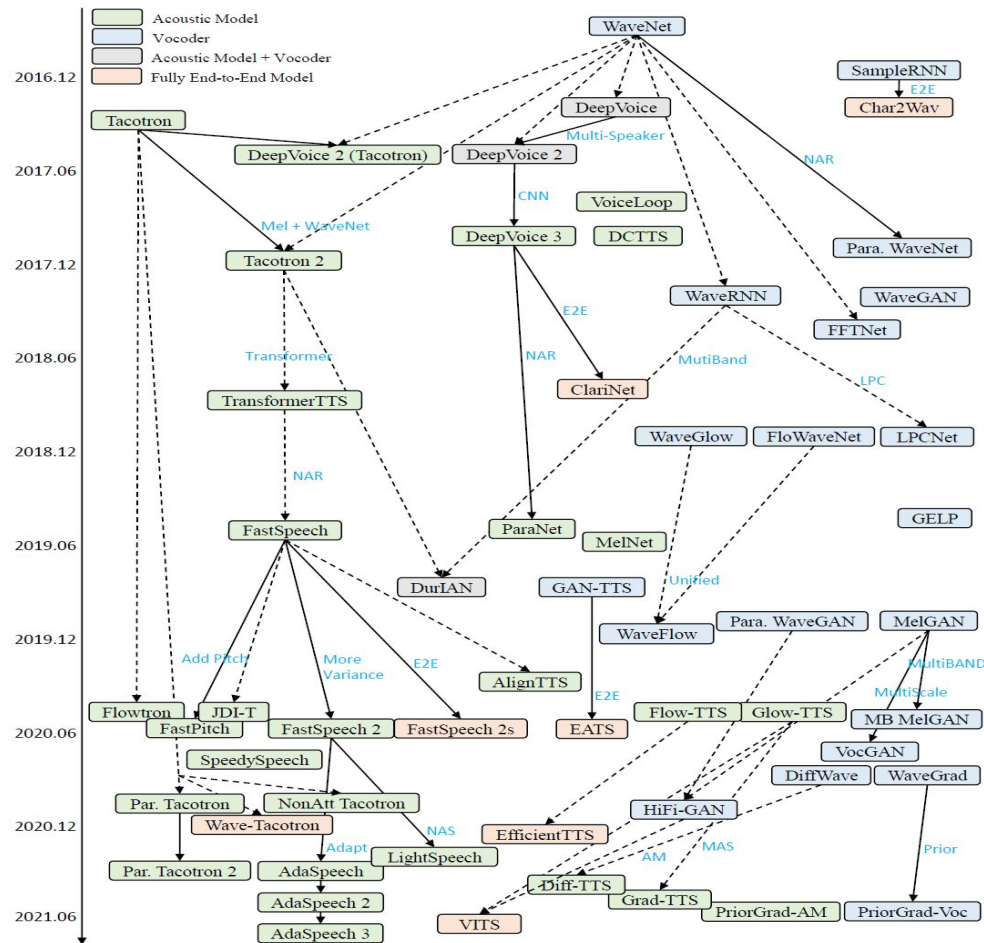 Acoustic Model
Vocoder
Acoustic Model + Vocoder
Fully End-to-End Model
WaveNet
2016.12
SampleRNN
E2E
Char2Wav
DeepVoice
Tacotron
Multi-Speaker
DeepVoice 2 (Tacotron)
DeepVoice 2
NAR
2017.06
CNN
VoiceLoop
Mel + WaveNet
DeepVoice 3
DCTTS
Para. WaveNet
2017.12
Tacotron 2
WaveRNN
WaveGAN
E2E
FFTNet
2018.06
Transformer
NAR
MutiBand
LPC
ClariNet
TransformerTTS
WaveGlow
FloWaveNet
LPCNet
2018.12
NAR
GELP
FastSpeech
ParaNet
MelNet
2019.06
DurIAN
GAN-TTS
Unified
Para. WaveGAN
MelGAN
2019.12
WaveFlow
Add Pitch
More
Variance
E2E
MultiBAND
AlignTTS
E2E
MultiScale
Flowtron
JDI-T
Flow-TTS
Glow-TTS
MB MelGAN
FastPitch
FastSpeech 2
FastSpeech 2s
EATS
2020.06
VocGAN
SpeedySpeech
DiffWave
WaveGrad
Par. Tacotron
NonAtt Tacotron
HiFi-GAN
2020.12
Wave-Tacotron
NAS
EfficientTTS
Adapt
AM
MAS
Prior
LightSpeech
Par. Tacotron 2
AdaSpeech
Diff-TTS
AdaSpeech 2
Grad-TTS
PriorGrad-AM
PriorGrad-Voc
2021.06
VITS
AdaSpeech 3